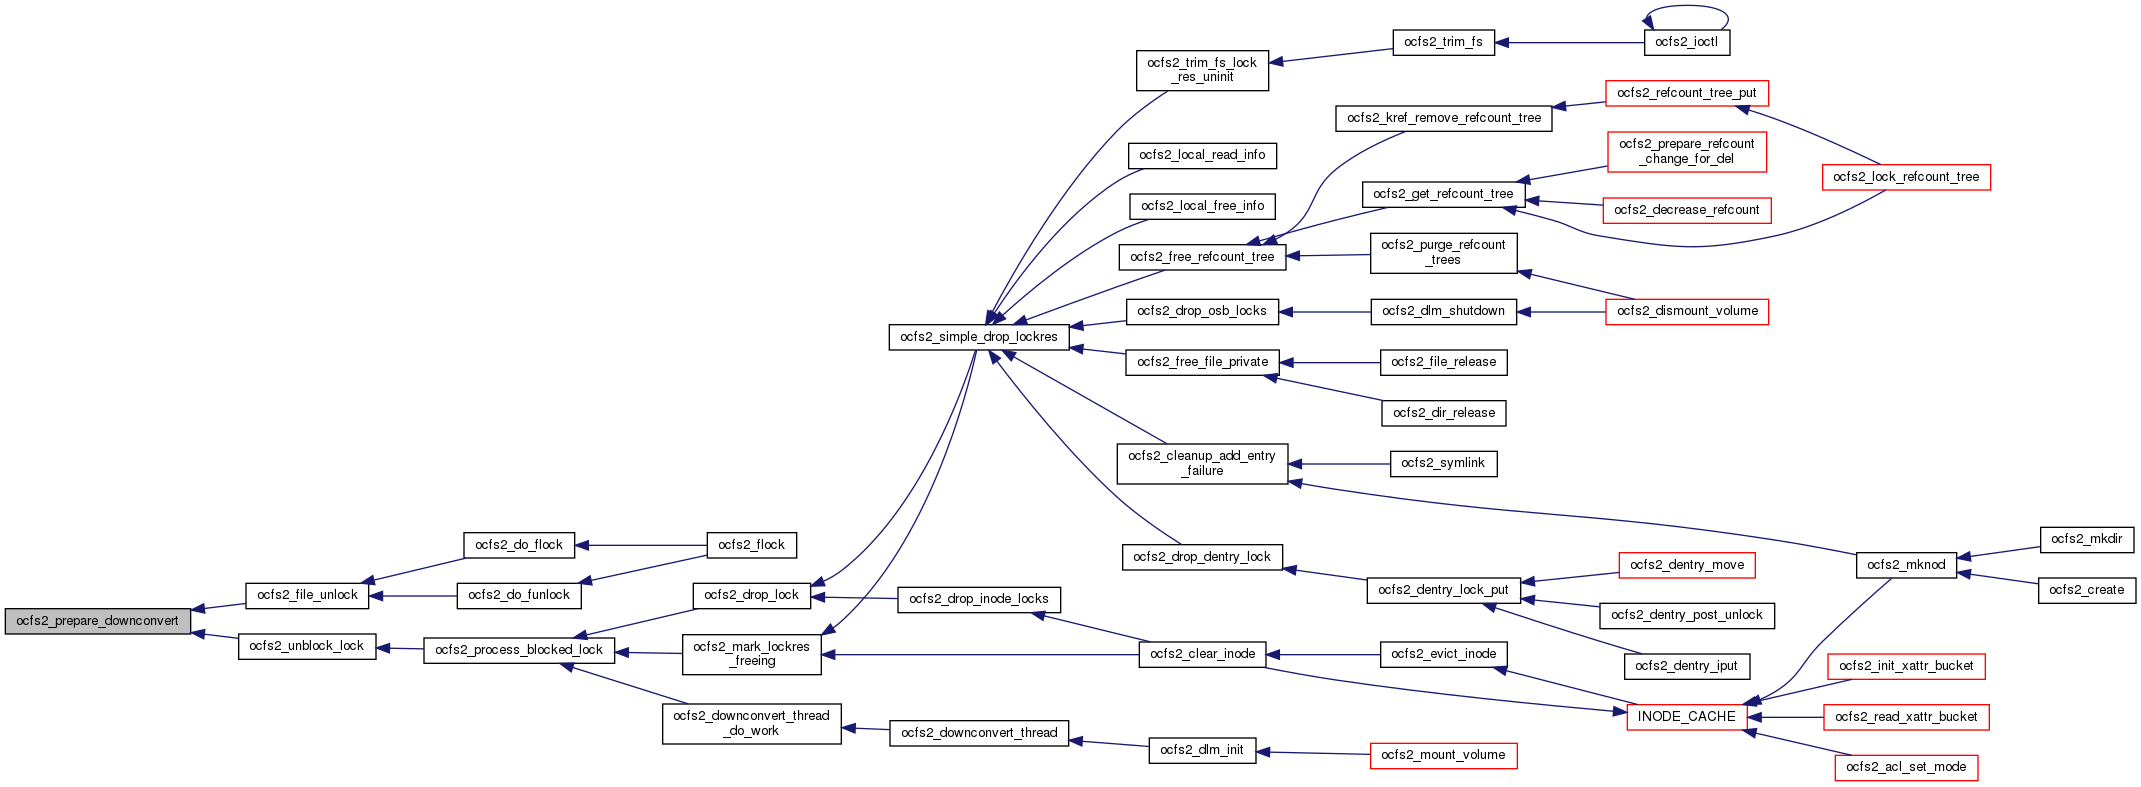 ocfs2_prepare_downconvert
ocfs2_file_unlock
ocfs2_unblock_lock
ocfs2_do_flock
ocfs2_do_funlock
ocfs2_process_blocked_lock
ocfs2_flock
ocfs2_drop_lock
ocfs2_mark_lockres
_freeing
ocfs2_downconvert_thread
_do_work
ocfs2_simple_drop_lockres
ocfs2_drop_inode_locks
ocfs2_downconvert_thread
ocfs2_trim_fs_lock
_res_uninit
ocfs2_local_read_info
ocfs2_local_free_info
ocfs2_free_refcount_tree
ocfs2_drop_osb_locks
ocfs2_free_file_private
ocfs2_cleanup_add_entry
_failure
ocfs2_drop_dentry_lock
ocfs2_clear_inode
ocfs2_dlm_init
ocfs2_trim_fs
ocfs2_kref_remove_refcount_tree
ocfs2_get_refcount_tree
ocfs2_purge_refcount
_trees
ocfs2_dlm_shutdown
ocfs2_file_release
ocfs2_dir_release
ocfs2_symlink
ocfs2_dentry_lock_put
ocfs2_evict_inode
ocfs2_mount_volume
ocfs2_ioctl
ocfs2_refcount_tree_put
ocfs2_prepare_refcount
_change_for_del
ocfs2_decrease_refcount
ocfs2_dismount_volume
ocfs2_dentry_move
ocfs2_dentry_post_unlock
ocfs2_dentry_iput
INODE_CACHE
ocfs2_lock_refcount_tree
ocfs2_mknod
ocfs2_init_xattr_bucket
ocfs2_read_xattr_bucket
ocfs2_acl_set_mode
ocfs2_mkdir
ocfs2_create